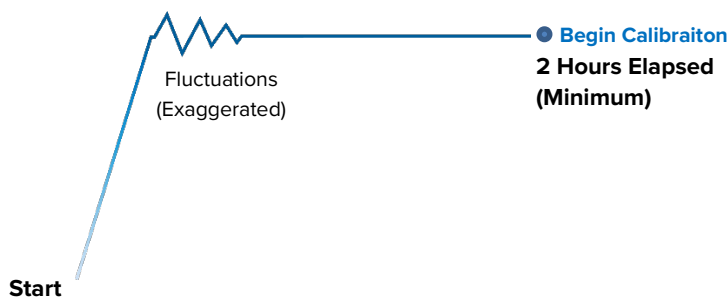 Begin Calibraiton
2 Hours Elapsed
(Minimum)
Fluctuations
(Exaggerated)
Start